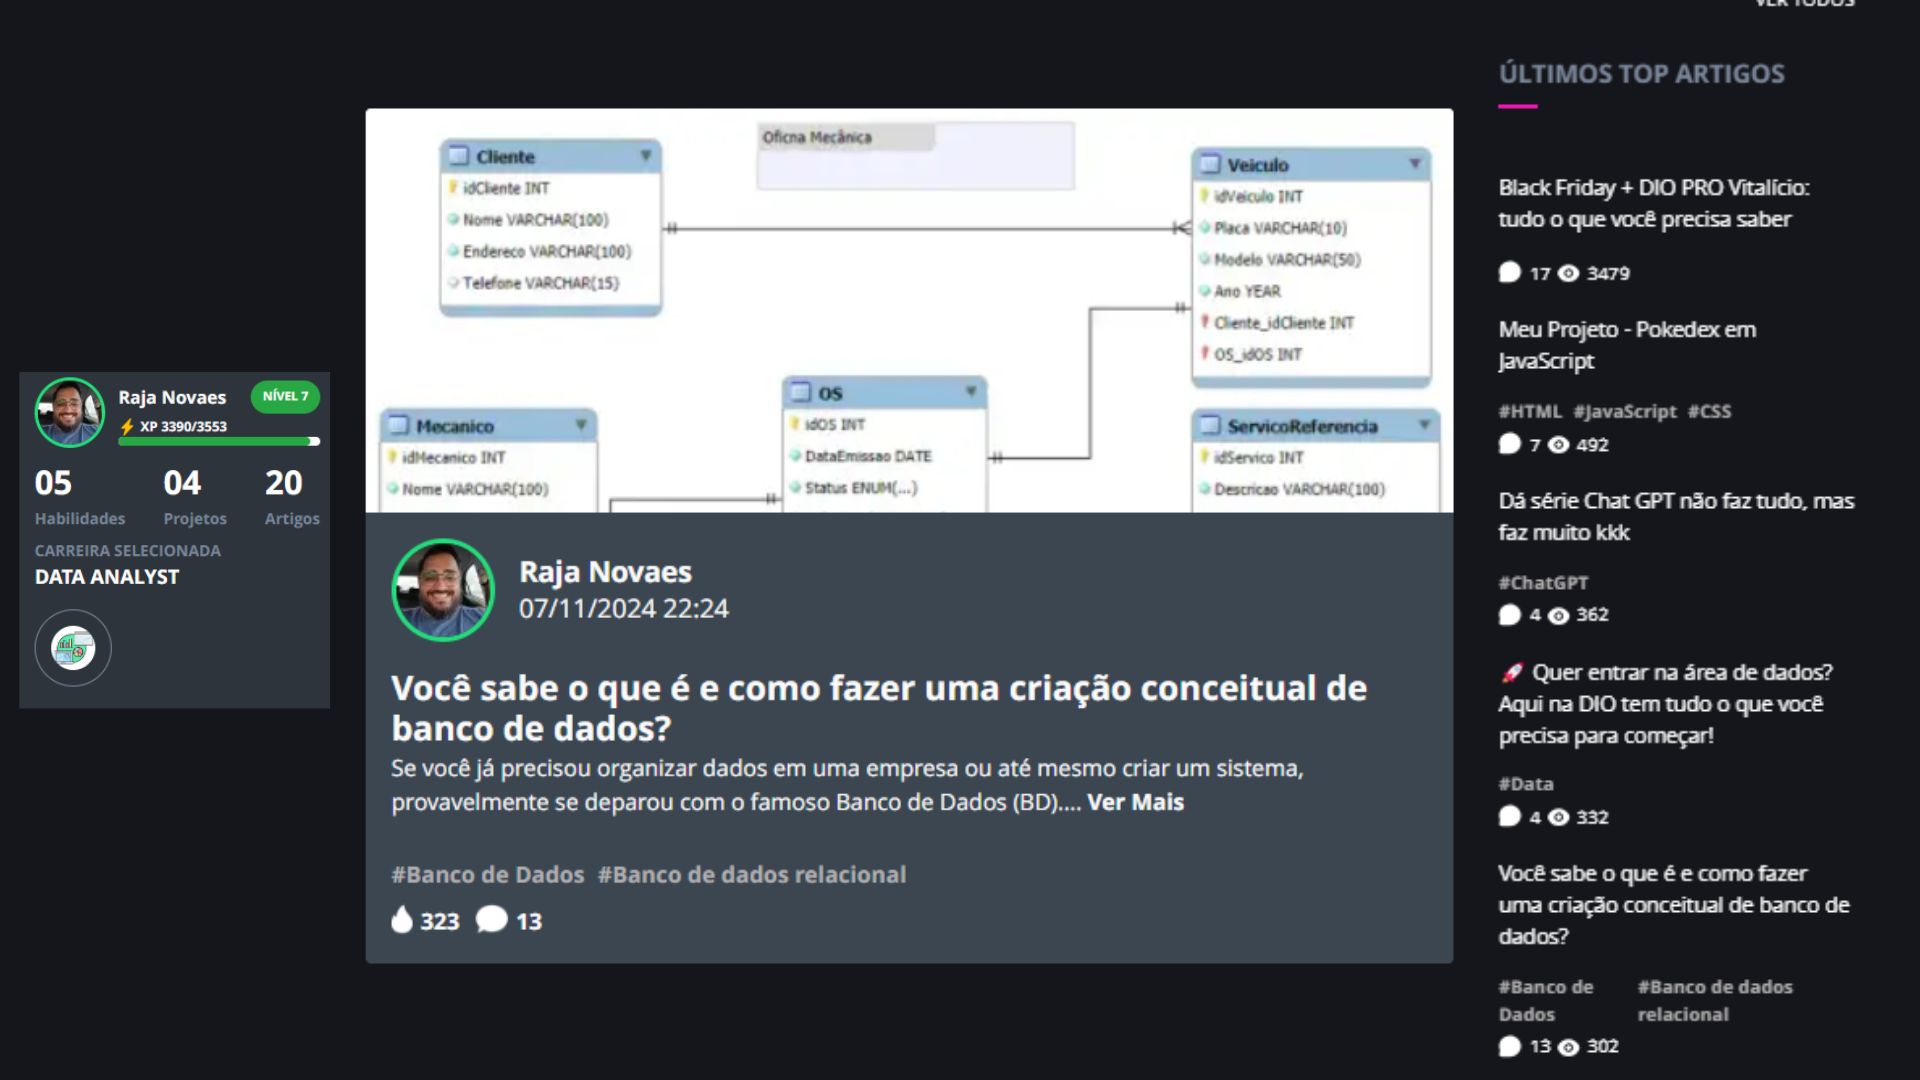 VER TODOS
Raja Novaes
NÍVEL 7
XP 3390/3553
05
04
20
Habilidades
Projetos
Artigos
CARREIRA SELECIONADA
DATA ANALYST
Oficna Mecânica
Cliente
idCliente INT
Nome VARCHAR(100)
Endereco VARCHAR(100)
Telefone VARCHAR(15)
Veiculo
idVeiculo INT
Placa VARCHAR(10)
Modelo VARCHAR(50)
Ano YEAR
Cliente_idCliente INT
OS_idOS INT
Mecanico
idMecanico INT
Nome VARCHAR(100)
OS
idOS INT
DataEmissao DATE
Status ENUM(...)
ServicoReferencia
idServico INT
Descricao VARCHAR(100)
Raja Novaes
07/11/2024 22:24
Você sabe o que é e como fazer uma criação conceitual de
banco de dados?
Se você já precisou organizar dados em uma empresa ou até mesmo criar um sistema,
provavelmente se deparou com o famoso Banco de Dados (BD).... Ver Mais
#Banco de Dados #Banco de dados relacional
323 13
ÚLTIMOS TOP ARTIGOS
Black Friday + DIO PRO Vitalício:
tudo o que você precisa saber
17 3479
Meu Projeto - Pokedex em
JavaScript
#HTML #JavaScript #CSS
7 492
Dá série Chat GPT não faz tudo, mas
faz muito kkk
#ChatGPT
4 362
🚀 Quer entrar na área de dados?
Aqui na DIO tem tudo o que você
precisa para começar!
#Data
4 332
Você sabe o que é e como fazer
uma criação conceitual de banco de
dados?
#Banco de
Dados
#Banco de dados
relacional
13 302